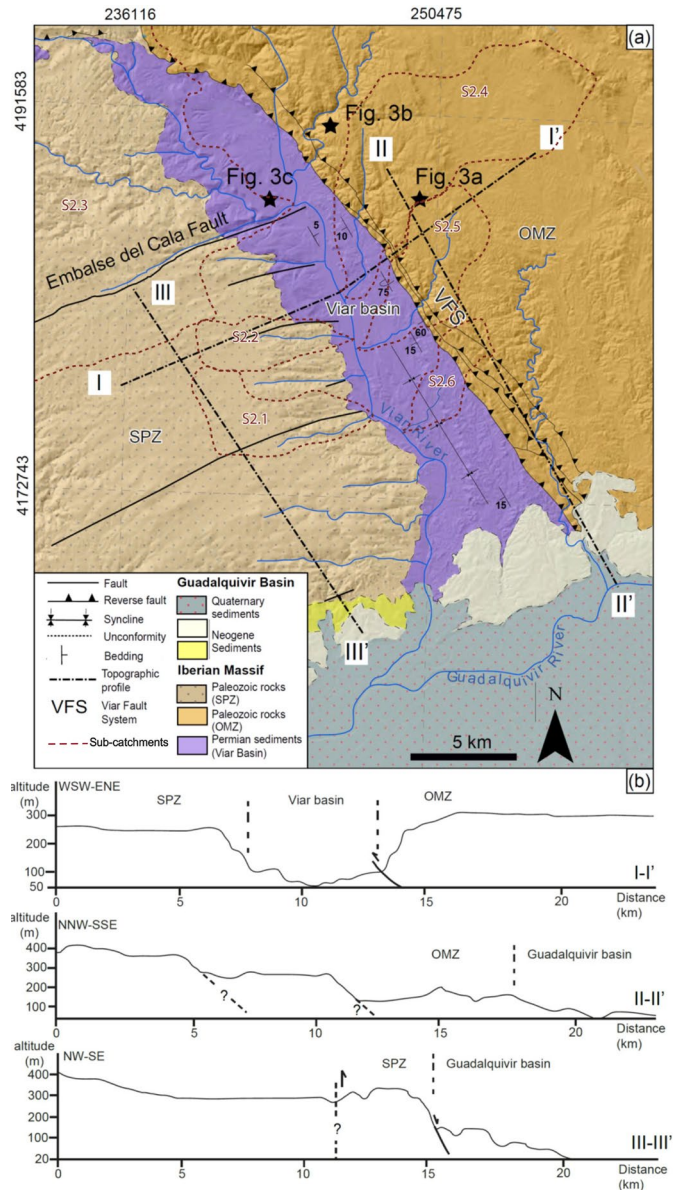 236116 250475
(a)
4191583
4172743
S2.4
Fig. 3b
II
I'
Fig. 3c
Fig. 3a
S2.3
S2.5
OMZ
Embalse del Cala Fault
5
10
III
75
VFS
Viar basin
S2.2
60
15
I
S2.6
S2.1
Viar River
SPZ
15
II'
III'
Guadalquivir River
N
5 km
Fault
Reverse fault
Syncline
Unconformity
Bedding
Topographic
profile
VFS Viar Fault
System
Sub-catchments
Guadalquivir Basin
Quaternary
sediments
Neogene
Sediments
Iberian Massif
Paleozoic rocks
(SPZ)
Paleozoic rocks
(OMZ)
Permian sediments
(Viar Basin)
(b)
altitude
(m)
WSW-ENE
SPZ Viar basin OMZ
300
200
100
50
I-I'
0 5 10 15 20 Distance
(km)
altitude
(m)
NNW-SSE
OMZ Guadalquivir basin
400
300
200
100
? ?
II-II'
0 5 10 15 20 Distance
(km)
altitude
(m)
NW-SE
SPZ Guadalquivir basin
400
300
200
100
20
?
III-III'
0 5 10 15 20 Distance
(km)